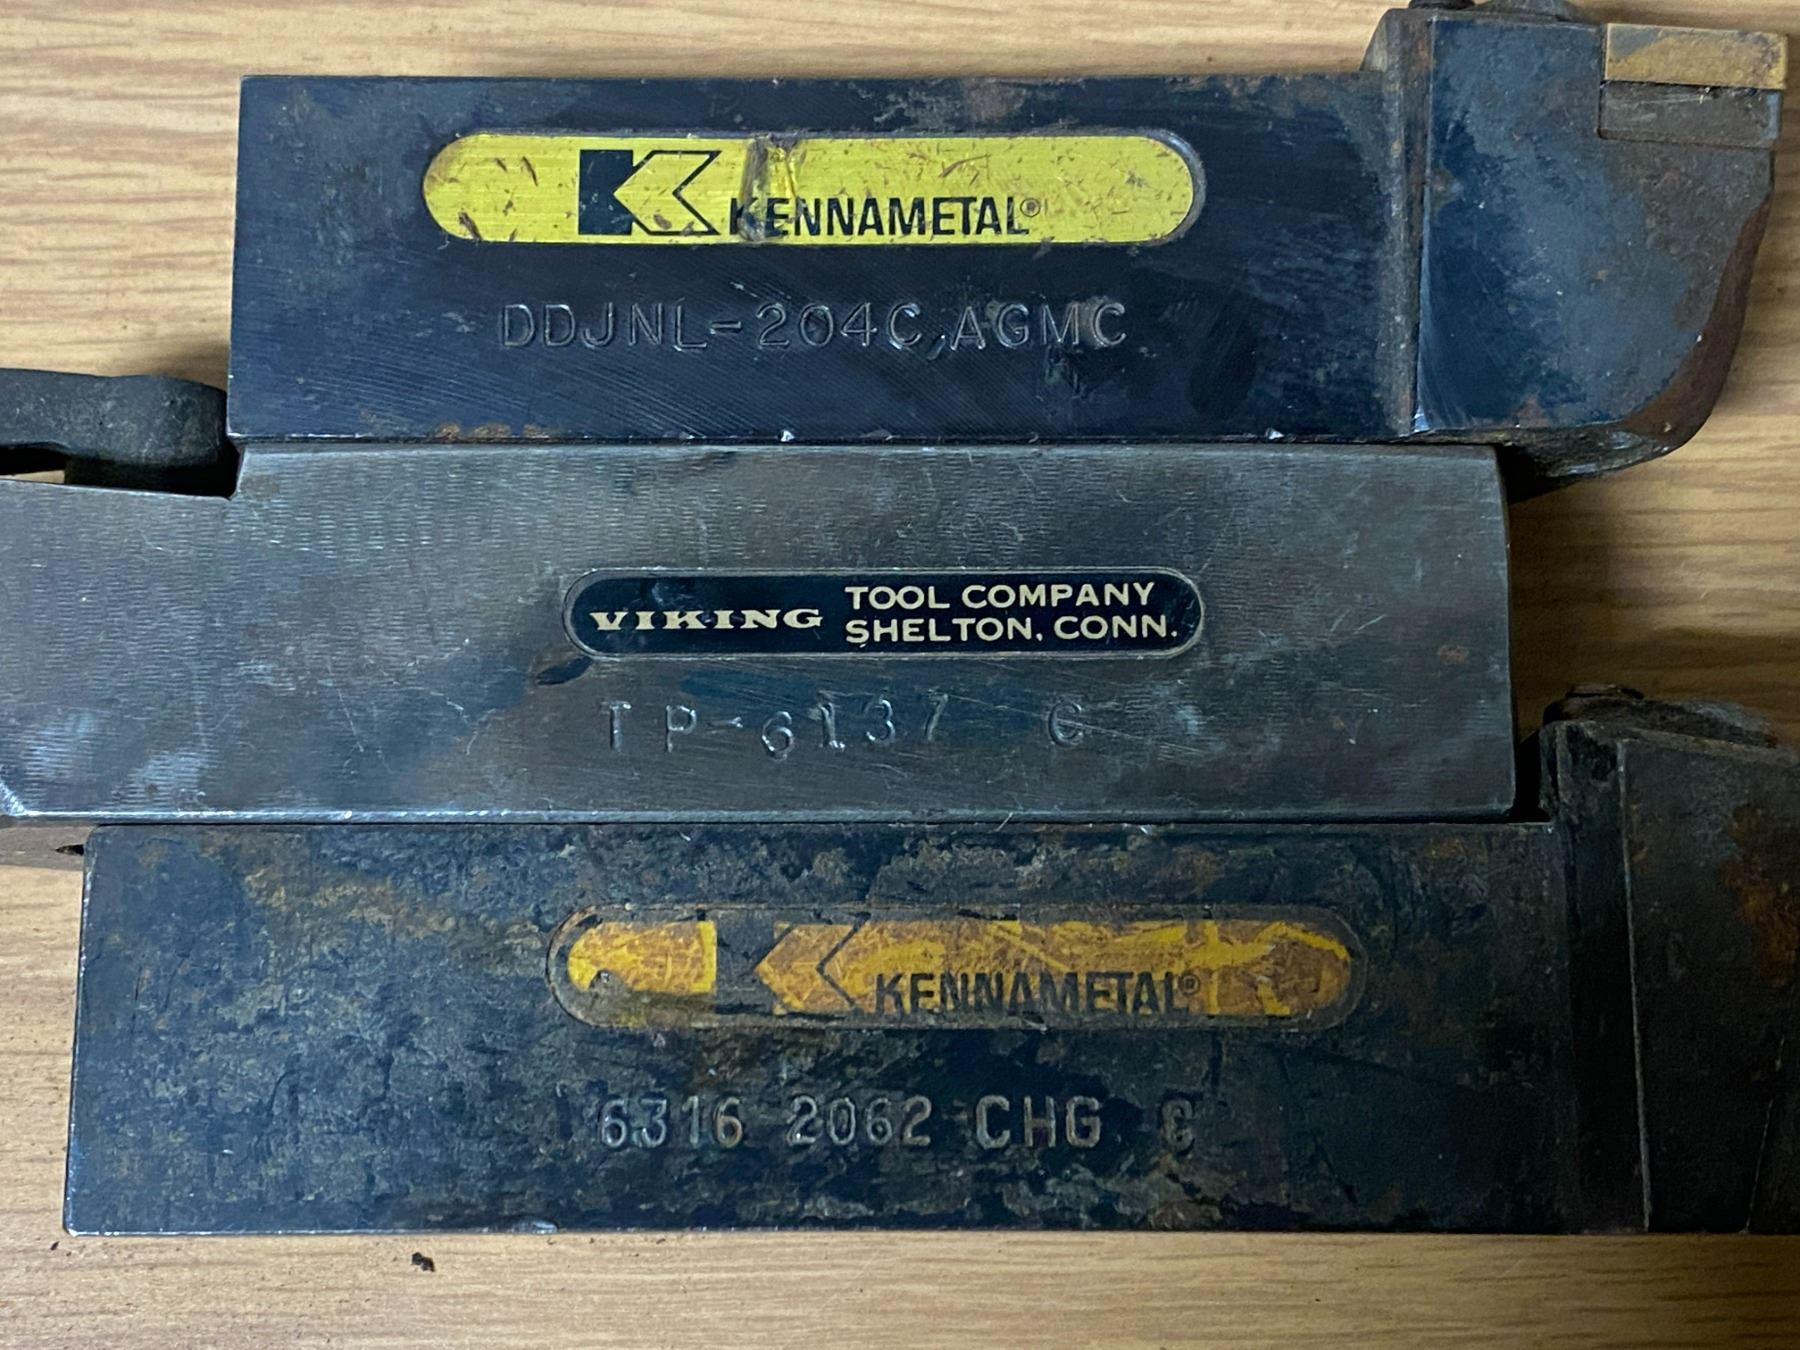 KENNAMETAL®
DDJNL-204C AGMC
VIKING TOOL COMPANY
SHELTON, CONN.
TP-6137 C
KENNAMETAL®
6316 2062 CHG C